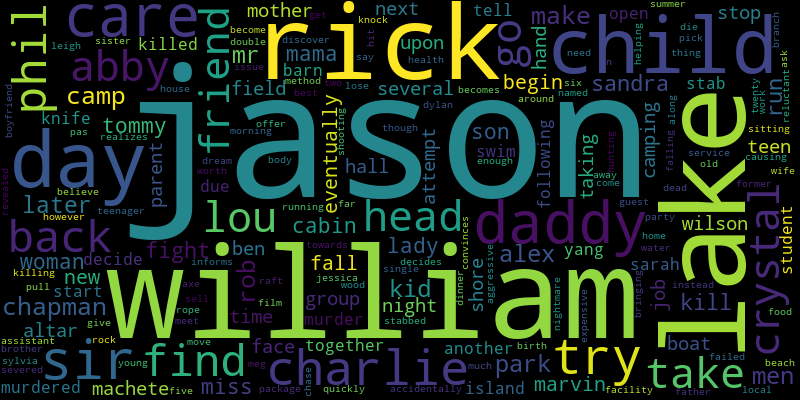 care rick child phil abby friend go
mother next tell make open stop
become knock get summer
leigh sister killed double discover say hit upon hand die pick branch
mr mama need helping thing
issue health
camp field barn method two several begin sandra stab run ask
boyfriend house best lose becomes six named in twenty work reluctant
knife tommy jason son around dylan along
pas realizes morning offer shooting though swim taking camping falling sitting teen
day parent dream worth body hall attempt enough following hunting away come service old causing
believe eventually dead former wife
revealed later due running far guest wilson student
however teenager lou cabin head daddy party
back fight ben lady home crystal
woman decide informs towards convinces alex yang water
killing rob single decides shore sarah lake
pull new axe fall jessica wood night aggressive nightmare expensive job instead
start sell raft film group kid dinner bringing kill
chapman time rope stabbed william boat
give meet murder birth
altar assistant rock move face together another park try failed food
brother young meg chase much beach
sylvia sir find charlie island take men
severed murdered machete five miss package quickly accidentally marvin facility father local